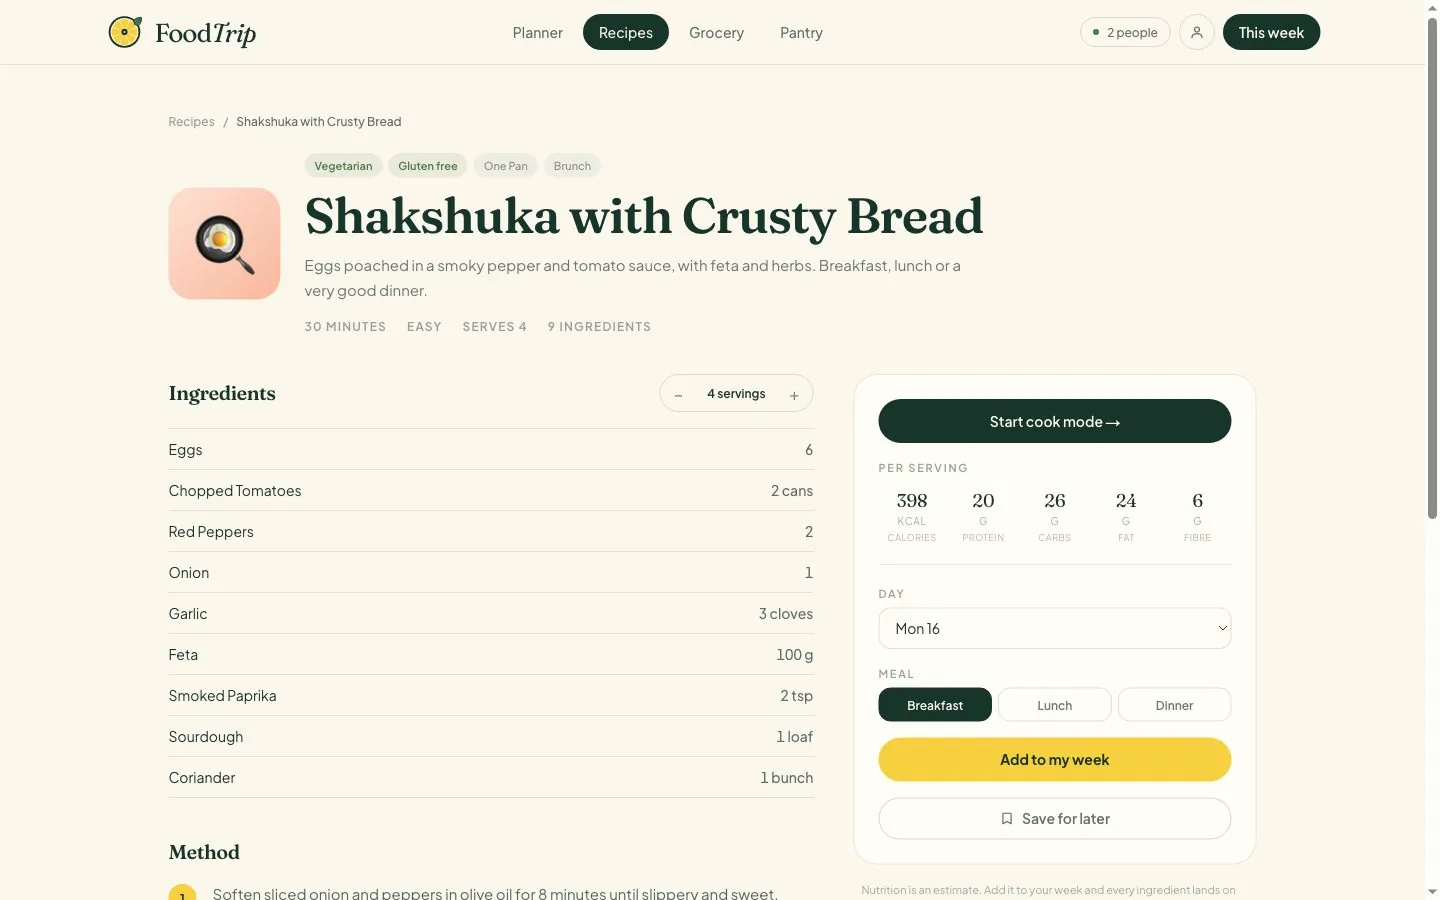 FoodTrip
Planner
Recipes
Grocery
Pantry
2 people
This week
Recipes / Shakshuka with Crusty Bread
Vegetarian
Gluten free
One Pan
Brunch
Shakshuka with Crusty Bread
Eggs poached in a smoky pepper and tomato sauce, with feta and herbs. Breakfast, lunch or a
very good dinner.
30 MINUTES EASY SERVES 4 9 INGREDIENTS
Ingredients
− 4 servings +
Eggs 6
Chopped Tomatoes 2 cans
Red Peppers 2
Onion 1
Garlic 3 cloves
Feta 100 g
Smoked Paprika 2 tsp
Sourdough 1 loaf
Coriander 1 bunch
Method
1 Soften sliced onion and peppers in olive oil for 8 minutes until slippery and sweet.
Start cook mode →
PER SERVING
398 20 26 24 6
KCAL G G G G
CALORIES PROTEIN CARBS FAT FIBRE
DAY
Mon 16
MEAL
Breakfast Lunch Dinner
Add to my week
Save for later
Nutrition is an estimate. Add it to your week and every ingredient lands on